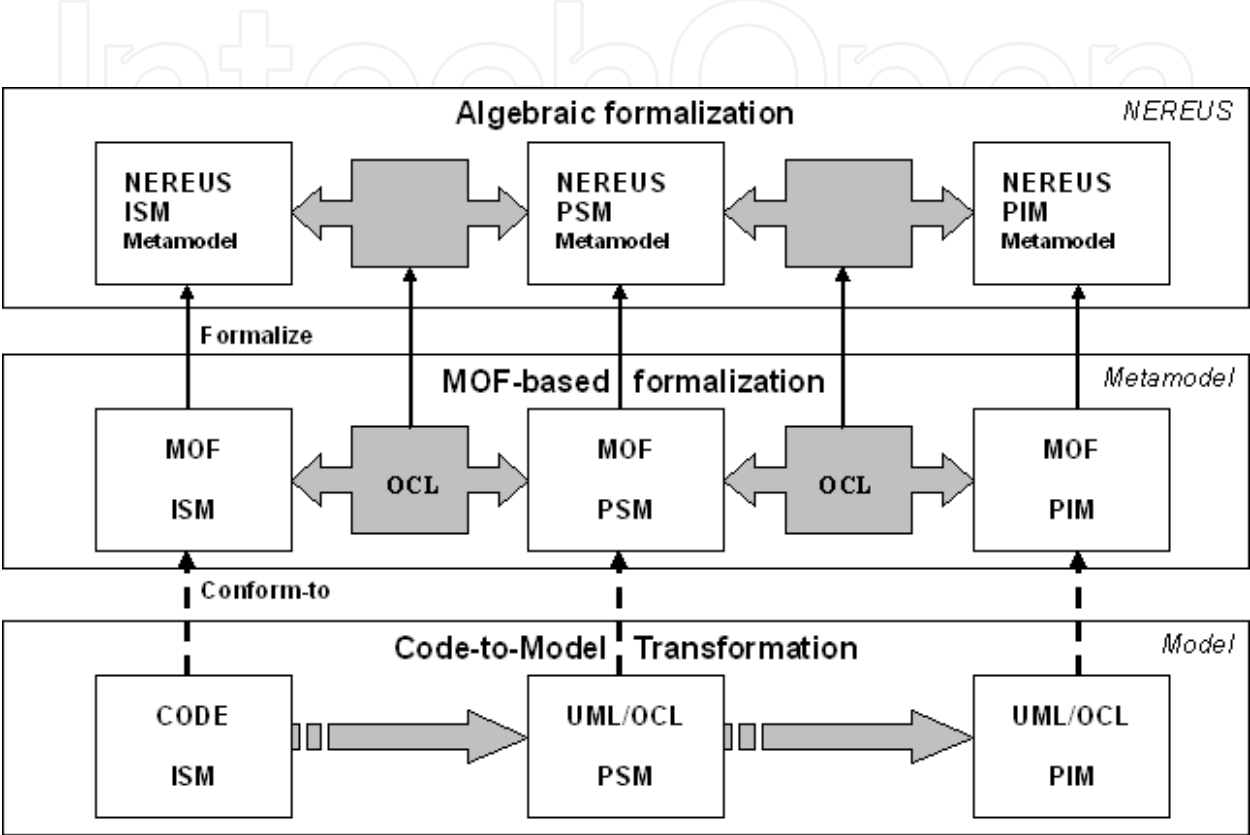 IntechOpen
Algebraic formalization
NEREUS
NEREUS
ISM
Metamodel
NEREUS
PSM
Metamodel
NEREUS
PIM
Metamodel
Formalize
MOF-based formalization
Metamodel
MOF
ISM
OCL
MOF
PSM
OCL
MOF
PIM
Conform-to
Code-to-Model Transformation
Model
CODE
ISM
UML/OCL
PSM
UML/OCL
PIM